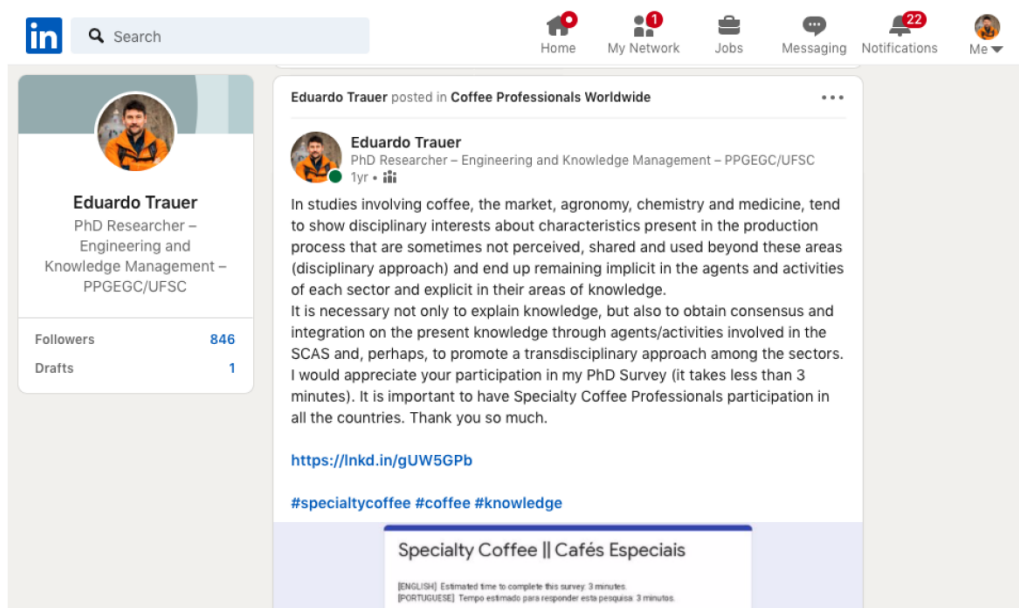 in
Search
Home
1
My Network
Jobs
Messaging
22
Notifications
Me
Eduardo Trauer
PhD Researcher –
Engineering and
Knowledge Management –
PPGEGC/UFSC
Followers 846
Drafts 1
Eduardo Trauer posted in Coffee Professionals Worldwide
Eduardo Trauer
PhD Researcher – Engineering and Knowledge Management – PPGEGC/UFSC
1yr •
In studies involving coffee, the market, agronomy, chemistry and medicine, tend
to show disciplinary interests about characteristics present in the production
process that are sometimes not perceived, shared and used beyond these areas
(disciplinary approach) and end up remaining implicit in the agents and activities
of each sector and explicit in their areas of knowledge.
It is necessary not only to explain knowledge, but also to obtain consensus and
integration on the present knowledge through agents/activities involved in the
SCAS and, perhaps, to promote a transdisciplinary approach among the sectors.
I would appreciate your participation in my PhD Survey (it takes less than 3
minutes). It is important to have Specialty Coffee Professionals participation in
all the countries. Thank you so much.
https://lnkd.in/gUW5GPb
#specialtycoffee #coffee #knowledge
Specialty Coffee || Cafés Especiais
[ENGLISH] Estimated time to complete this survey: 3 minutes.
[PORTUGUESE] Tempo estimado para responder esta pesquisa: 3 minutos.